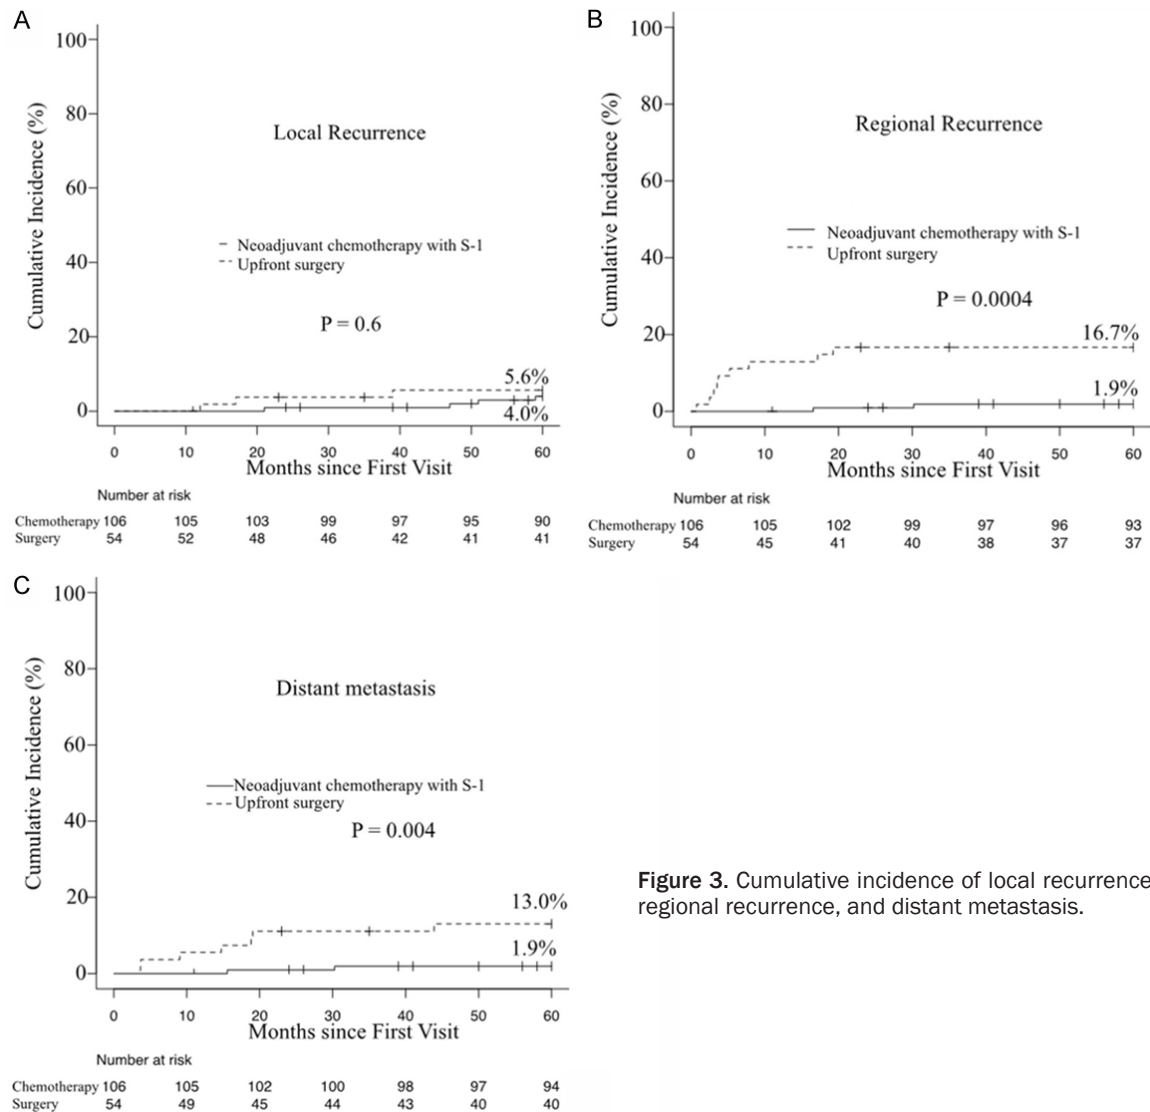 A
100
80
60
40
20
0
Cumulative Incidence (%)
Local Recurrence
Neoadjuvant chemotherapy with S-1
Upfront surgery
P = 0.6
5.6%
4.0%
0 10 20 30 40 50 60
Months since First Visit
Number at risk
Chemotherapy 106 105 103 99 97 95 90
Surgery 54 52 48 46 42 41 41
B
100
80
60
40
20
0
Cumulative Incidence (%)
Regional Recurrence
Neoadjuvant chemotherapy with S-1
Upfront surgery
P = 0.0004
16.7%
1.9%
0 10 20 30 40 50 60
Months since First Visit
Number at risk
Chemotherapy 106 105 102 99 97 96 93
Surgery 54 45 41 40 38 37 37
C
100
80
60
40
20
0
Cumulative Incidence (%)
Distant metastasis
Neoadjuvant chemotherapy with S-1
Upfront surgery
P = 0.004
13.0%
1.9%
0 10 20 30 40 50 60
Months since First Visit
Number at risk
Chemotherapy 106 105 102 100 98 97 94
Surgery 54 49 45 44 43 40 40
Figure 3. Cumulative incidence of local recurrence
regional recurrence, and distant metastasis.